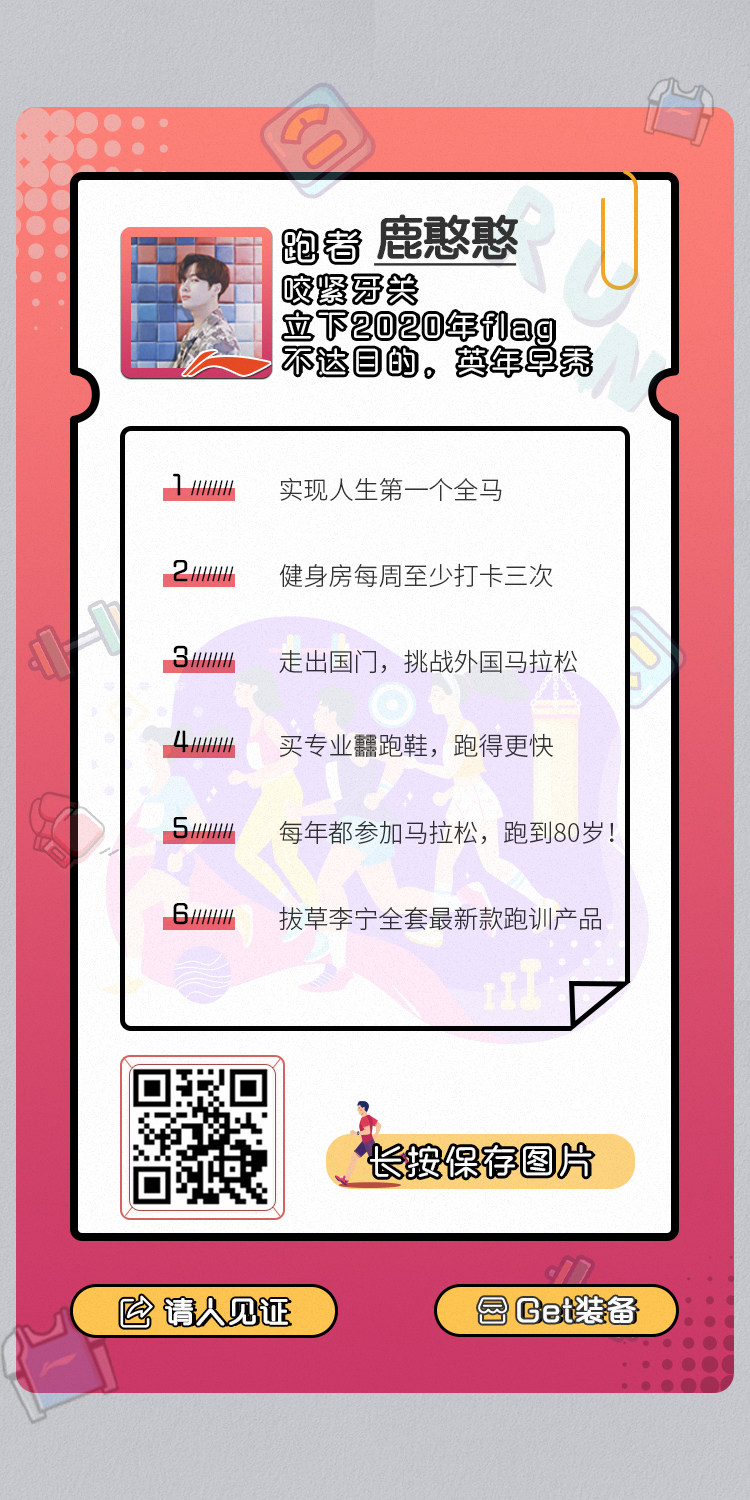 RUN
跑者 鹿憨憨
咬紧牙关
立下2020年flag
不达目的，英年早秃
1 实现人生第一个全马
2 健身房每周至少打卡三次
3 走出国门，挑战外国马拉松
4 买专业跑鞋，跑得更快
5 每年都参加马拉松，跑到80岁！
6 拔草李宁全套最新款跑训产品
长按保存图片
请人见证
Get装备